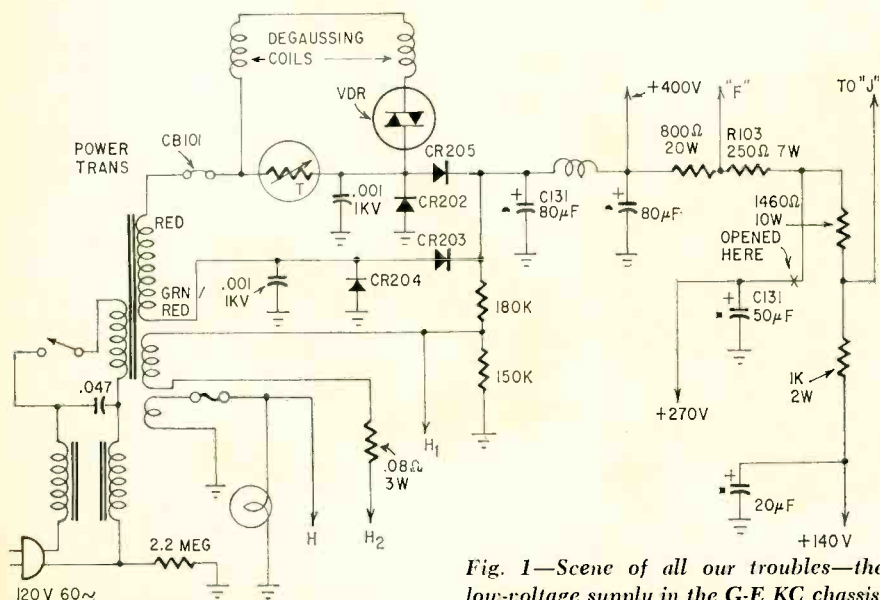 DEGAUSSING
COILS
VDR
POWER
TRANS
CB101
T
.001
1KV
CR205
CR202
C131
80µF
+400V
80µF
"F"
800Ω
20W
R103
250Ω 7W
TO "J"
1460Ω
10W
OPENED
HERE
X
RED
GRN
RED
.001
1KV
CR203
CR204
180K
150K
C131
50µF
+270V
1K
2W
20µF
+140V
.047
H₁
.08Ω
3W
H
H₂
2.2 MEG
120V 60~
Fig. 1—Scene of all our troubles—the
low-voltage supply in the G-E KC chassis.